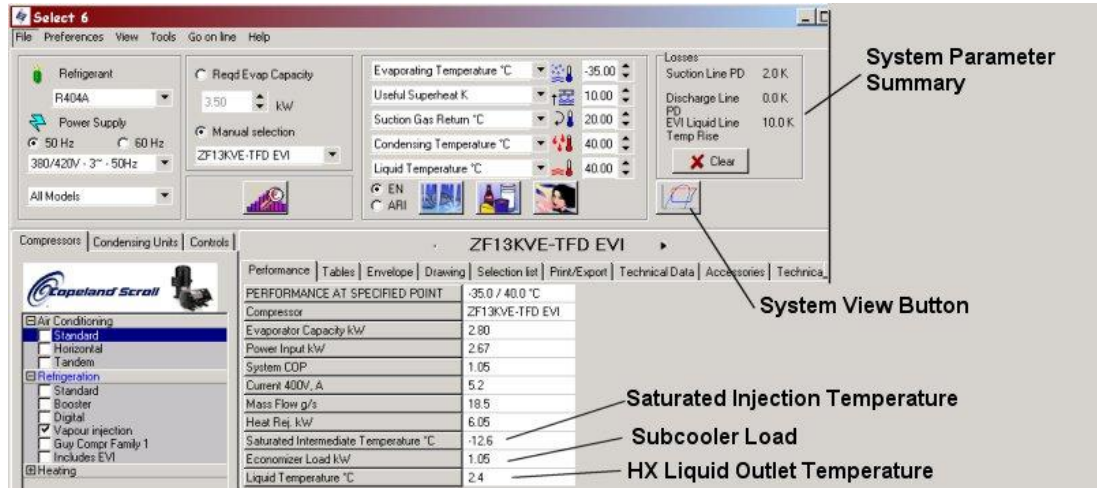 Select 6
File Preferences View Tools Go on line Help
Refrigerant
R404A
Power Supply
50 Hz 60 Hz
380/420V - 3~ - 50Hz
All Models
Reqd Evap Capacity
3.50 kW
Manual selection
ZF13KVE-TFD EVI
Evaporating Temperature °C -35.00
Useful Superheat K 10.00
Suction Gas Return °C 20.00
Condensing Temperature °C 40.00
Liquid Temperature °C 40.00
EN
ARI
Losses
Suction Line PD 2.0 K
Discharge Line PD 0.0 K
EVI Liquid Line Temp Rise 10.0 K
Clear
System Parameter
Summary
Compressors Condensing Units Controls
ZF13KVE-TFD EVI
Copeland Scroll
Air Conditioning
Standard
Horizontal
Tandem
Refrigeration
Standard
Booster
Digital
Vapour injection
Guy Compr Family 1
Includes EVI
Heating
Performance Tables Envelope Drawing Selection list Print/Export Technical Data Accessories Technica
PERFORMANCE AT SPECIFIED POINT -35.0 / 40.0 °C
Compressor ZF13KVE-TFD EVI
Evaporator Capacity kW 2.80
Power Input kW 2.67
System COP 1.05
Current 400V, A 5.2
Mass Flow g/s 18.5
Heat Rej. kW 6.05
Saturated Intermediate Temperature °C -12.6
Economizer Load kW 1.05
Liquid Temperature °C 2.4
System View Button
Saturated Injection Temperature
Subcooler Load
HX Liquid Outlet Temperature